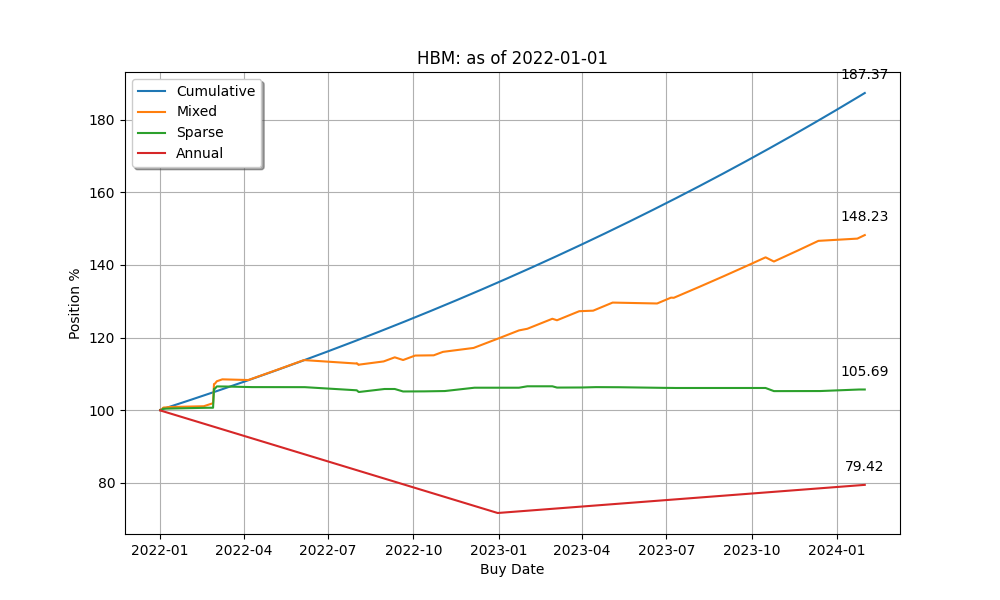 HBM: as of 2022-01-01
187.37
Cumulative
Mixed
Sparse
Annual
180
160
148.23
140
120
105.69
100
79.42
80
Position %
2022-01 2022-04 2022-07 2022-10 2023-01 2023-04 2023-07 2023-10 2024-01
Buy Date